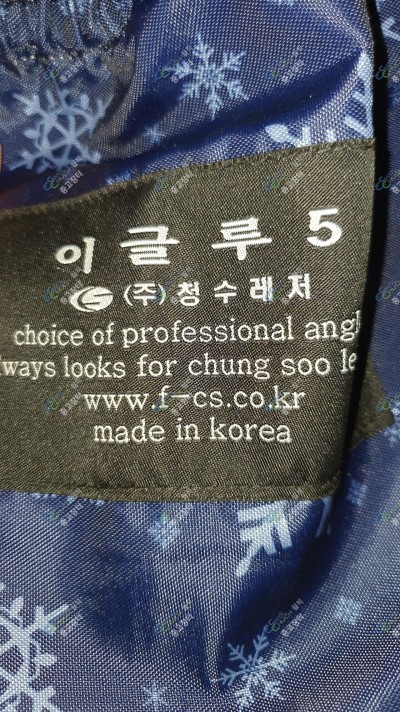 이글루 5
(주)청수레저
choice of professional angl
ways looks for chung soo le
www.f-cs.co.kr
made in korea